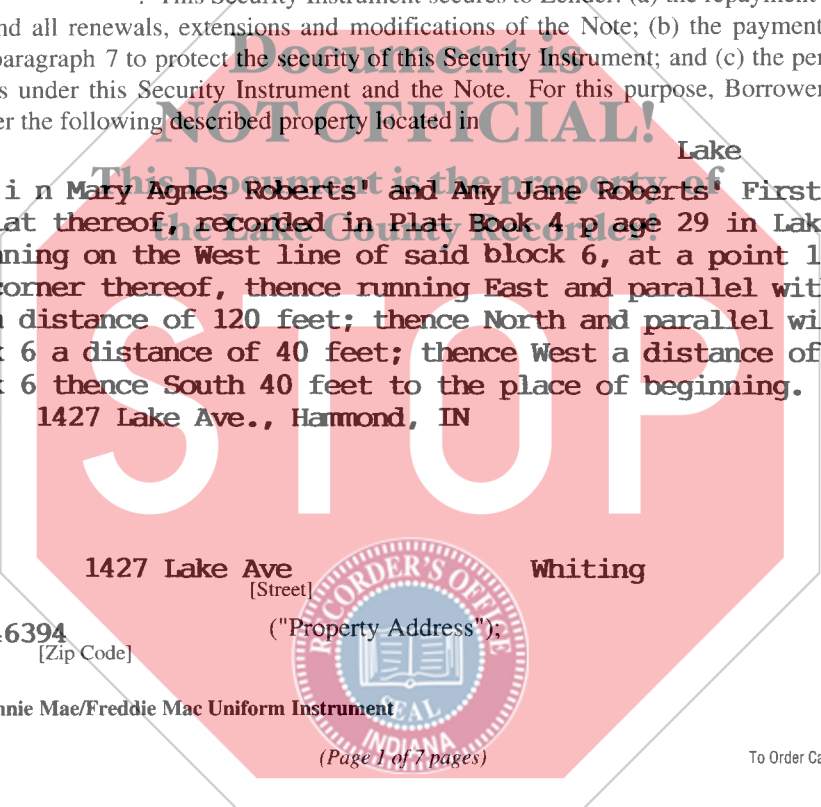 . This Security Instrument secures to Lender: (a) the repayment
nd all renewals, extensions and modifications of the Note; (b) the payment
paragraph 7 to protect the security of this Security Instrument; and (c) the per
s under this Security Instrument and the Note. For this purpose, Borrower
er the following described property located in
Document is
NOT OFFICIAL!
This Document is the property of
the Lake County Recorder!
Lake
i n Mary Agnes Roberts' and Amy Jane Roberts' First
at thereof, recorded in Plat Book 4 p age 29 in Lak
ning on the West line of said block 6, at a point 1
corner thereof, thence running East and parallel wit
distance of 120 feet; thence North and parallel wi
6 a distance of 40 feet; thence West a distance of
6 thence South 40 feet to the place of beginning.
1427 Lake Ave., Hammond, IN
STOP
1427 Lake Ave Whiting
[Street]
46394 ("Property Address");
[Zip Code]
RECORDER'S OFFICE
SEAL
INDIANA
nnie Mae/Freddie Mac Uniform Instrument
(Page 1 of 7 pages) To Order Ca